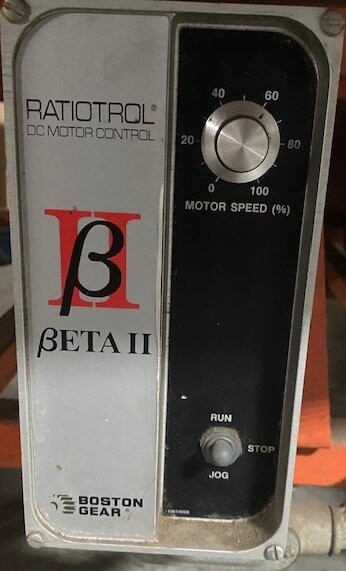 RATIOTROL®
DC MOTOR CONTROL
II
β
βETA II
BOSTON
GEAR®
40
60
20
80
0
100
MOTOR SPEED (%)
RUN
STOP
JOG